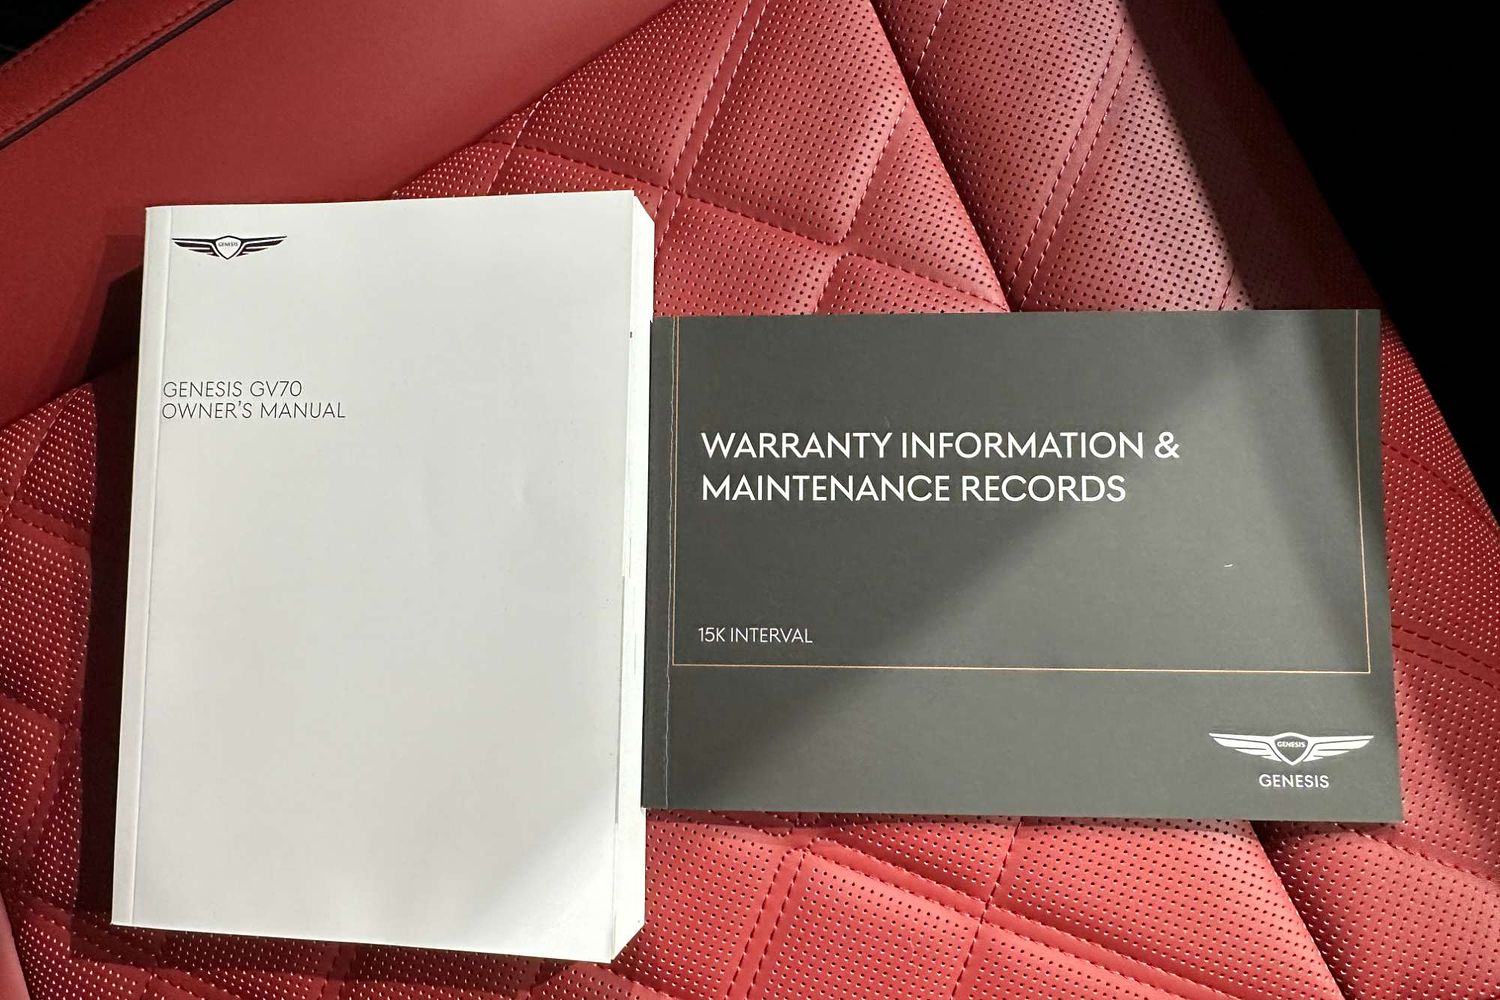 GENESIS
GENESIS GV70
OWNER'S MANUAL
WARRANTY INFORMATION &
MAINTENANCE RECORDS
15K INTERVAL
GENESIS
GENESIS